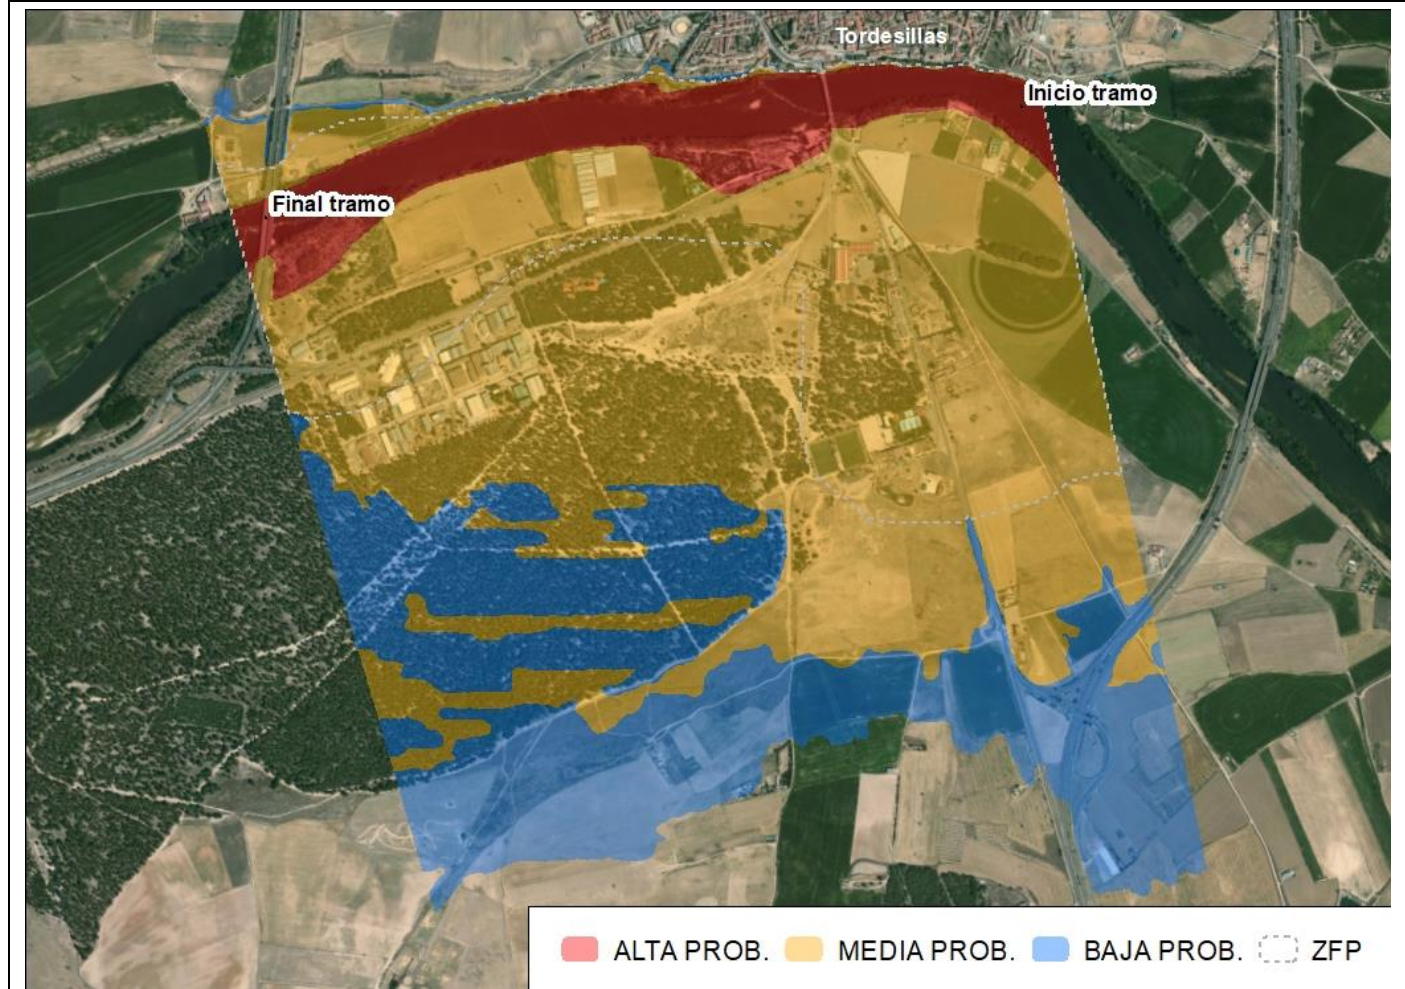 Tordesillas
Inicio tramo
Final tramo
ALTA PROB. MEDIA PROB. BAJA PROB. ZFP